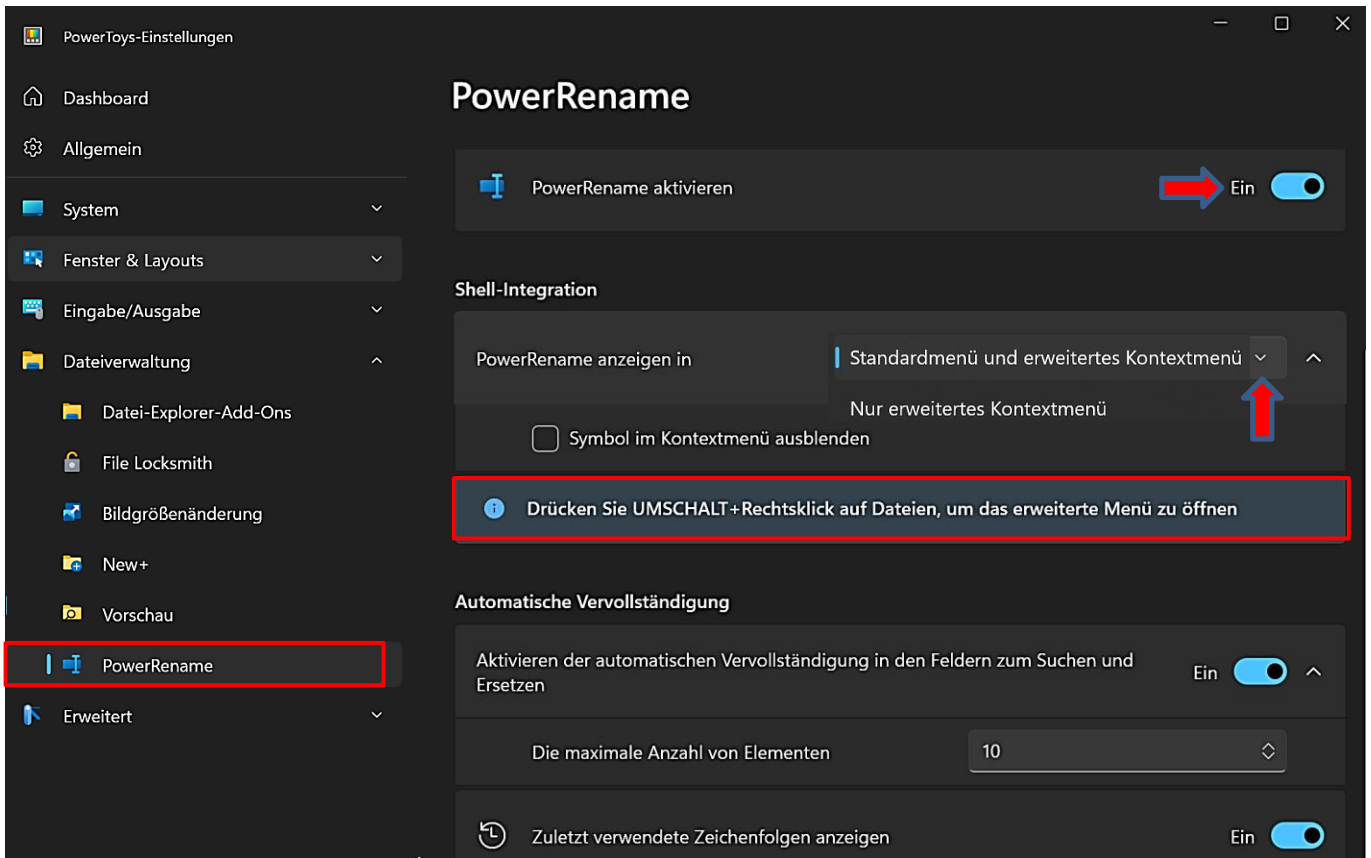 PowerToys-Einstellungen
Dashboard
Allgemein
System
Fenster & Layouts
Eingabe/Ausgabe
Dateiverwaltung
Datei-Explorer-Add-Ons
File Locksmith
Bildgrößenänderung
New+
Vorschau
PowerRename
Erweitert
PowerRename
PowerRename aktivieren
Ein
Shell-Integration
PowerRename anzeigen in
Standardmenü und erweitertes Kontextmenü
Nur erweitertes Kontextmenü
Symbol im Kontextmenü ausblenden
Drücken Sie UMSCHALT+Rechtsklick auf Dateien, um das erweiterte Menü zu öffnen
Automatische Vervollständigung
Aktivieren der automatischen Vervollständigung in den Feldern zum Suchen und
Ersetzen
Ein
Die maximale Anzahl von Elementen
10
Zuletzt verwendete Zeichenfolgen anzeigen
Ein